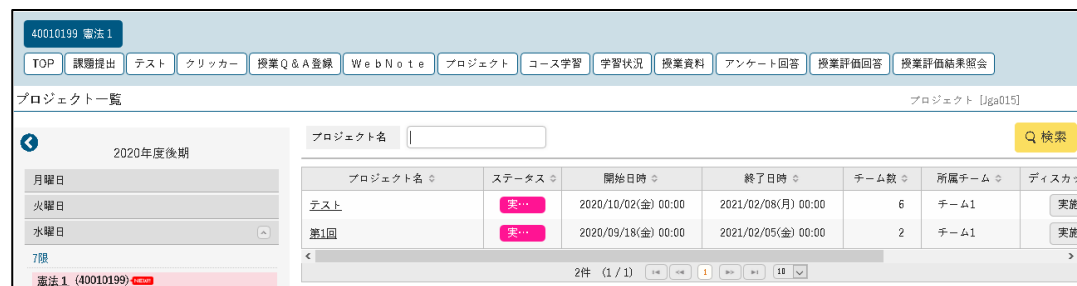 40010199 憲法1
TOP 課題提出 テスト クリッカー 授業Q&A登録 WebNote プロジェクト コース学習 学習状況 授業資料 アンケート回答 授業評価回答 授業評価結果照会
プロジェクト一覧 プロジェクト [Jga015]
2020年度後期
月曜日
火曜日
水曜日
7限
憲法1 (40010199) NEW!
プロジェクト名 検索
プロジェクト名 ステータス 開始日時 終了日時 チーム数 所属チーム ディスカッ
テスト 実… 2020/10/02(金) 00:00 2021/02/08(月) 00:00 6 チーム1 実施
第1回 実… 2020/09/18(金) 00:00 2021/02/05(金) 00:00 2 チーム1 実施
2件 (1/1) 1 10